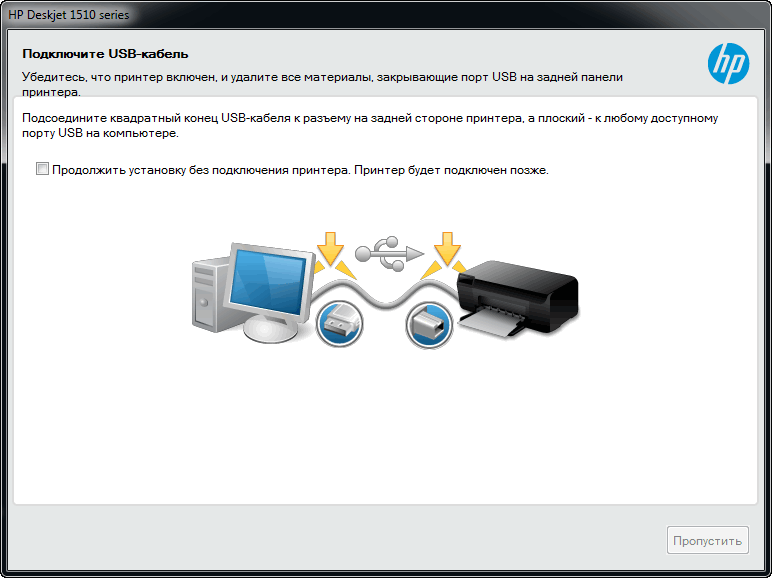 HP Deskjet 1510 series
Подключите USB-кабель
Убедитесь, что принтер включен, и удалите все материалы, закрывающие порт USB на задней панели
принтера.
hp
Подсоедините квадратный конец USB-кабеля к разъему на задней стороне принтера, а плоский - к любому доступному
порту USB на компьютере.
Продолжить установку без подключения принтера. Принтер будет подключен позже.
Пропустить